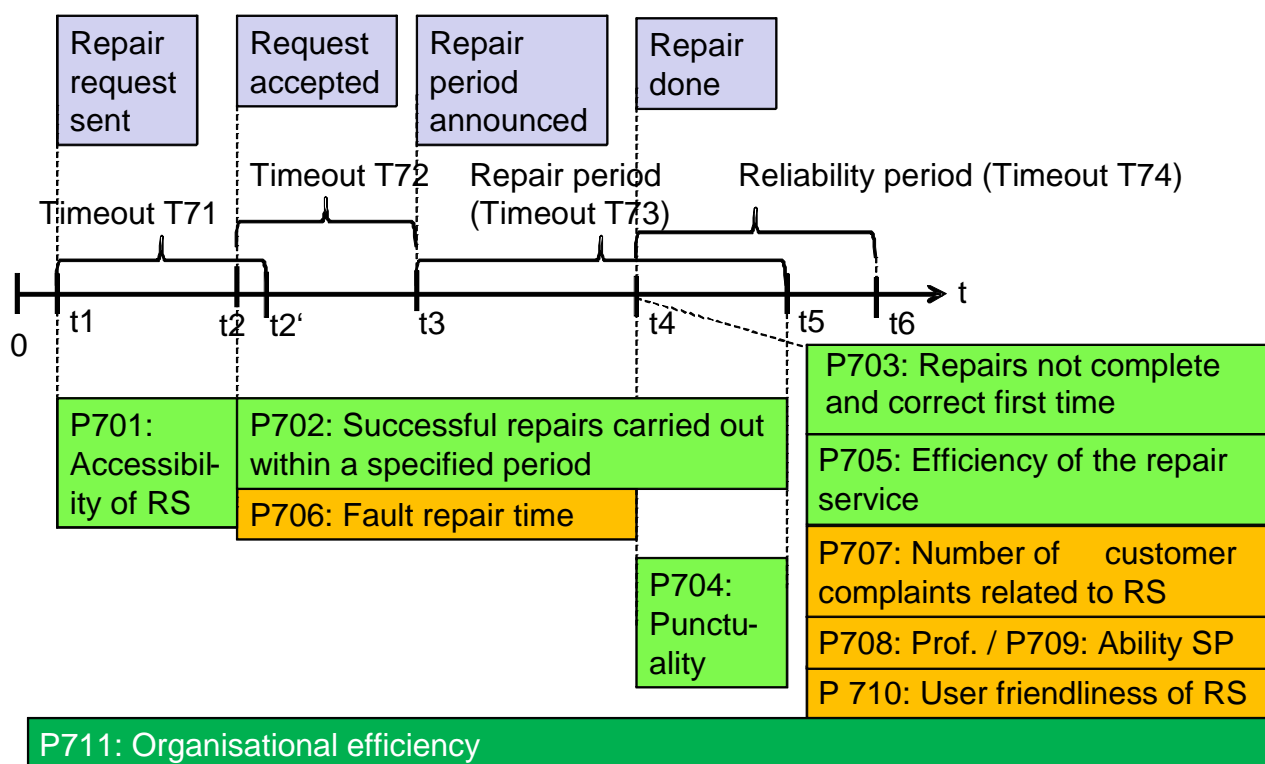 Repair
request
sent
Request
accepted
Repair
period
announced
Repair
done
Timeout T71
Timeout T72
Repair period
(Timeout T73)
Reliability period (Timeout T74)
0
t1
t2
t2‘
t3
t4
t5
t6
t
P701:
Accessibil-
ity of RS
P702: Successful repairs carried out
within a specified period
P706: Fault repair time
P704:
Punctu-
ality
P703: Repairs not complete
and correct first time
P705: Efficiency of the repair
service
P707: Number of customer
complaints related to RS
P708: Prof. / P709: Ability SP
P 710: User friendliness of RS
P711: Organisational efficiency